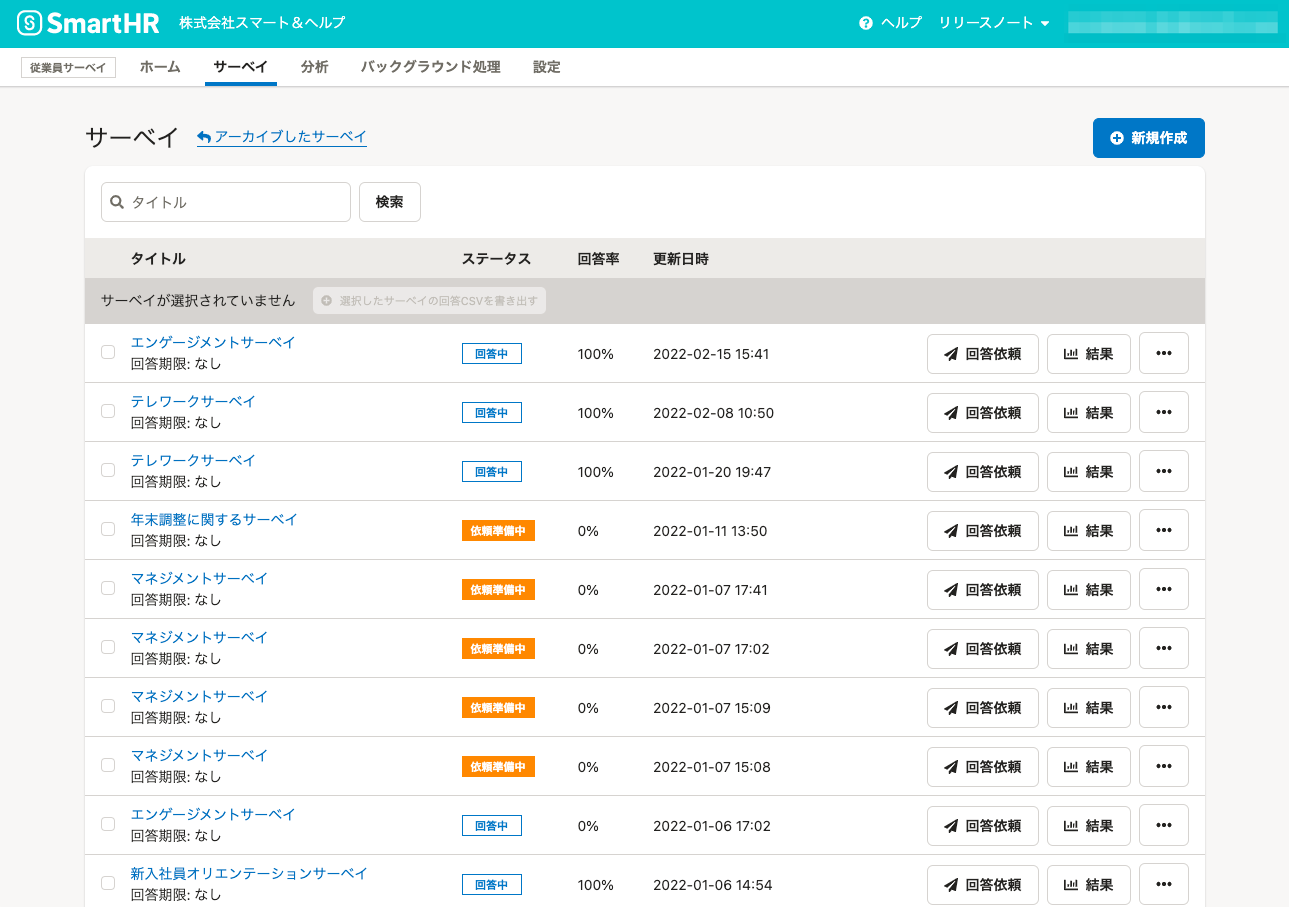 SmartHR 株式会社スマート＆ヘルプ ヘルプ リリースノート
従業員サーベイ ホーム サーベイ 分析 バックグラウンド処理 設定
サーベイ アーカイブしたサーベイ 新規作成
タイトル 検索
タイトル ステータス 回答率 更新日時
サーベイが選択されていません 選択したサーベイの回答CSVを書き出す
エンゲージメントサーベイ
回答期限: なし 回答中 100% 2022-02-15 15:41 回答依頼 結果 •••
テレワークサーベイ
回答期限: なし 回答中 100% 2022-02-08 10:50 回答依頼 結果 •••
テレワークサーベイ
回答期限: なし 回答中 100% 2022-01-20 19:47 回答依頼 結果 •••
年末調整に関するサーベイ
回答期限: なし 依頼準備中 0% 2022-01-11 13:50 回答依頼 結果 •••
マネジメントサーベイ
回答期限: なし 依頼準備中 0% 2022-01-07 17:41 回答依頼 結果 •••
マネジメントサーベイ
回答期限: なし 依頼準備中 0% 2022-01-07 17:02 回答依頼 結果 •••
マネジメントサーベイ
回答期限: なし 依頼準備中 0% 2022-01-07 15:09 回答依頼 結果 •••
マネジメントサーベイ
回答期限: なし 依頼準備中 0% 2022-01-07 15:08 回答依頼 結果 •••
エンゲージメントサーベイ
回答期限: なし 回答中 0% 2022-01-06 17:02 回答依頼 結果 •••
新入社員オリエンテーションサーベイ
回答期限: なし 回答中 100% 2022-01-06 14:54 回答依頼 結果 •••